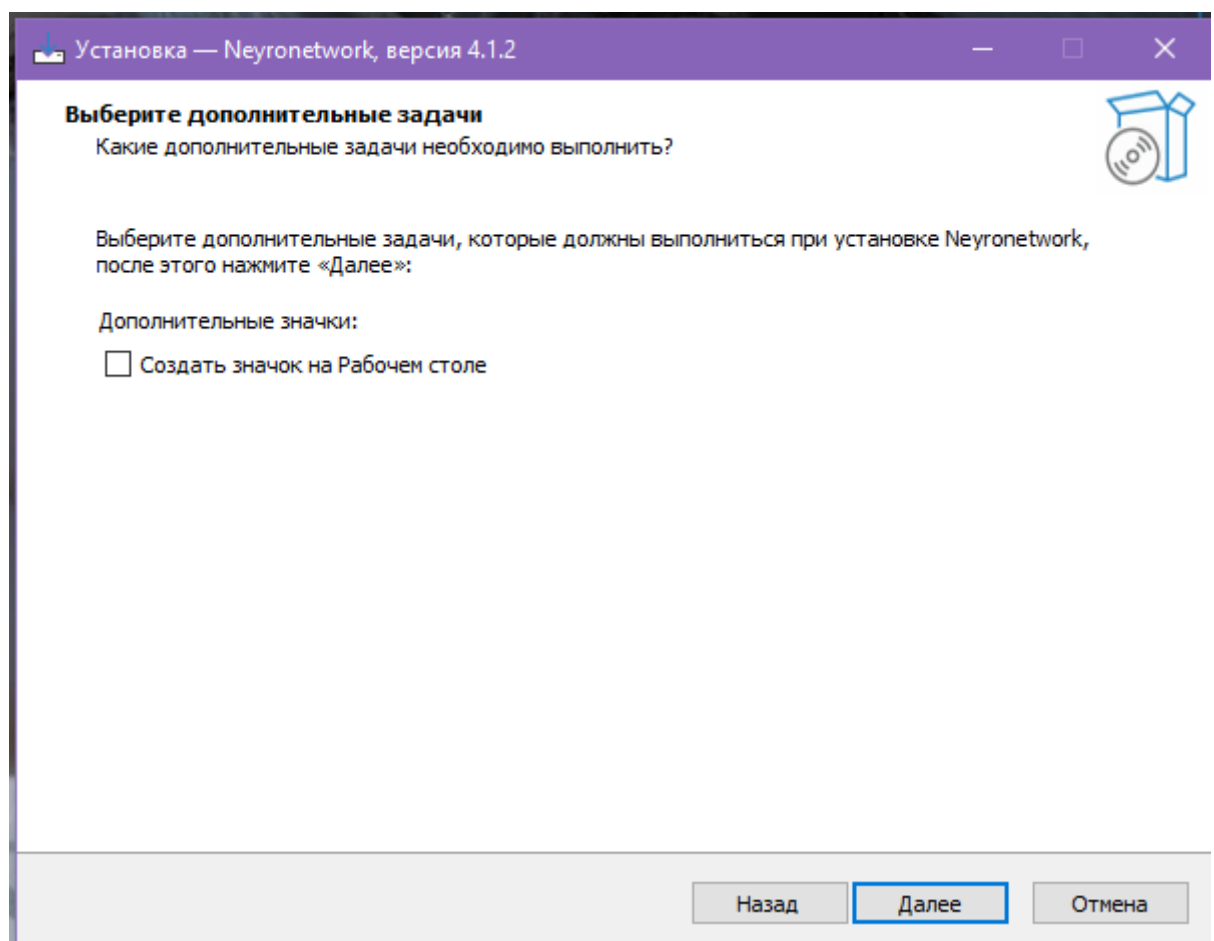 Установка — Neyronetwork, версия 4.1.2
Выберите дополнительные задачи
Какие дополнительные задачи необходимо выполнить?
Выберите дополнительные задачи, которые должны выполниться при установке Neyronetwork,
после этого нажмите «Далее»:
Дополнительные значки:
Создать значок на Рабочем столе
Назад Далее Отмена